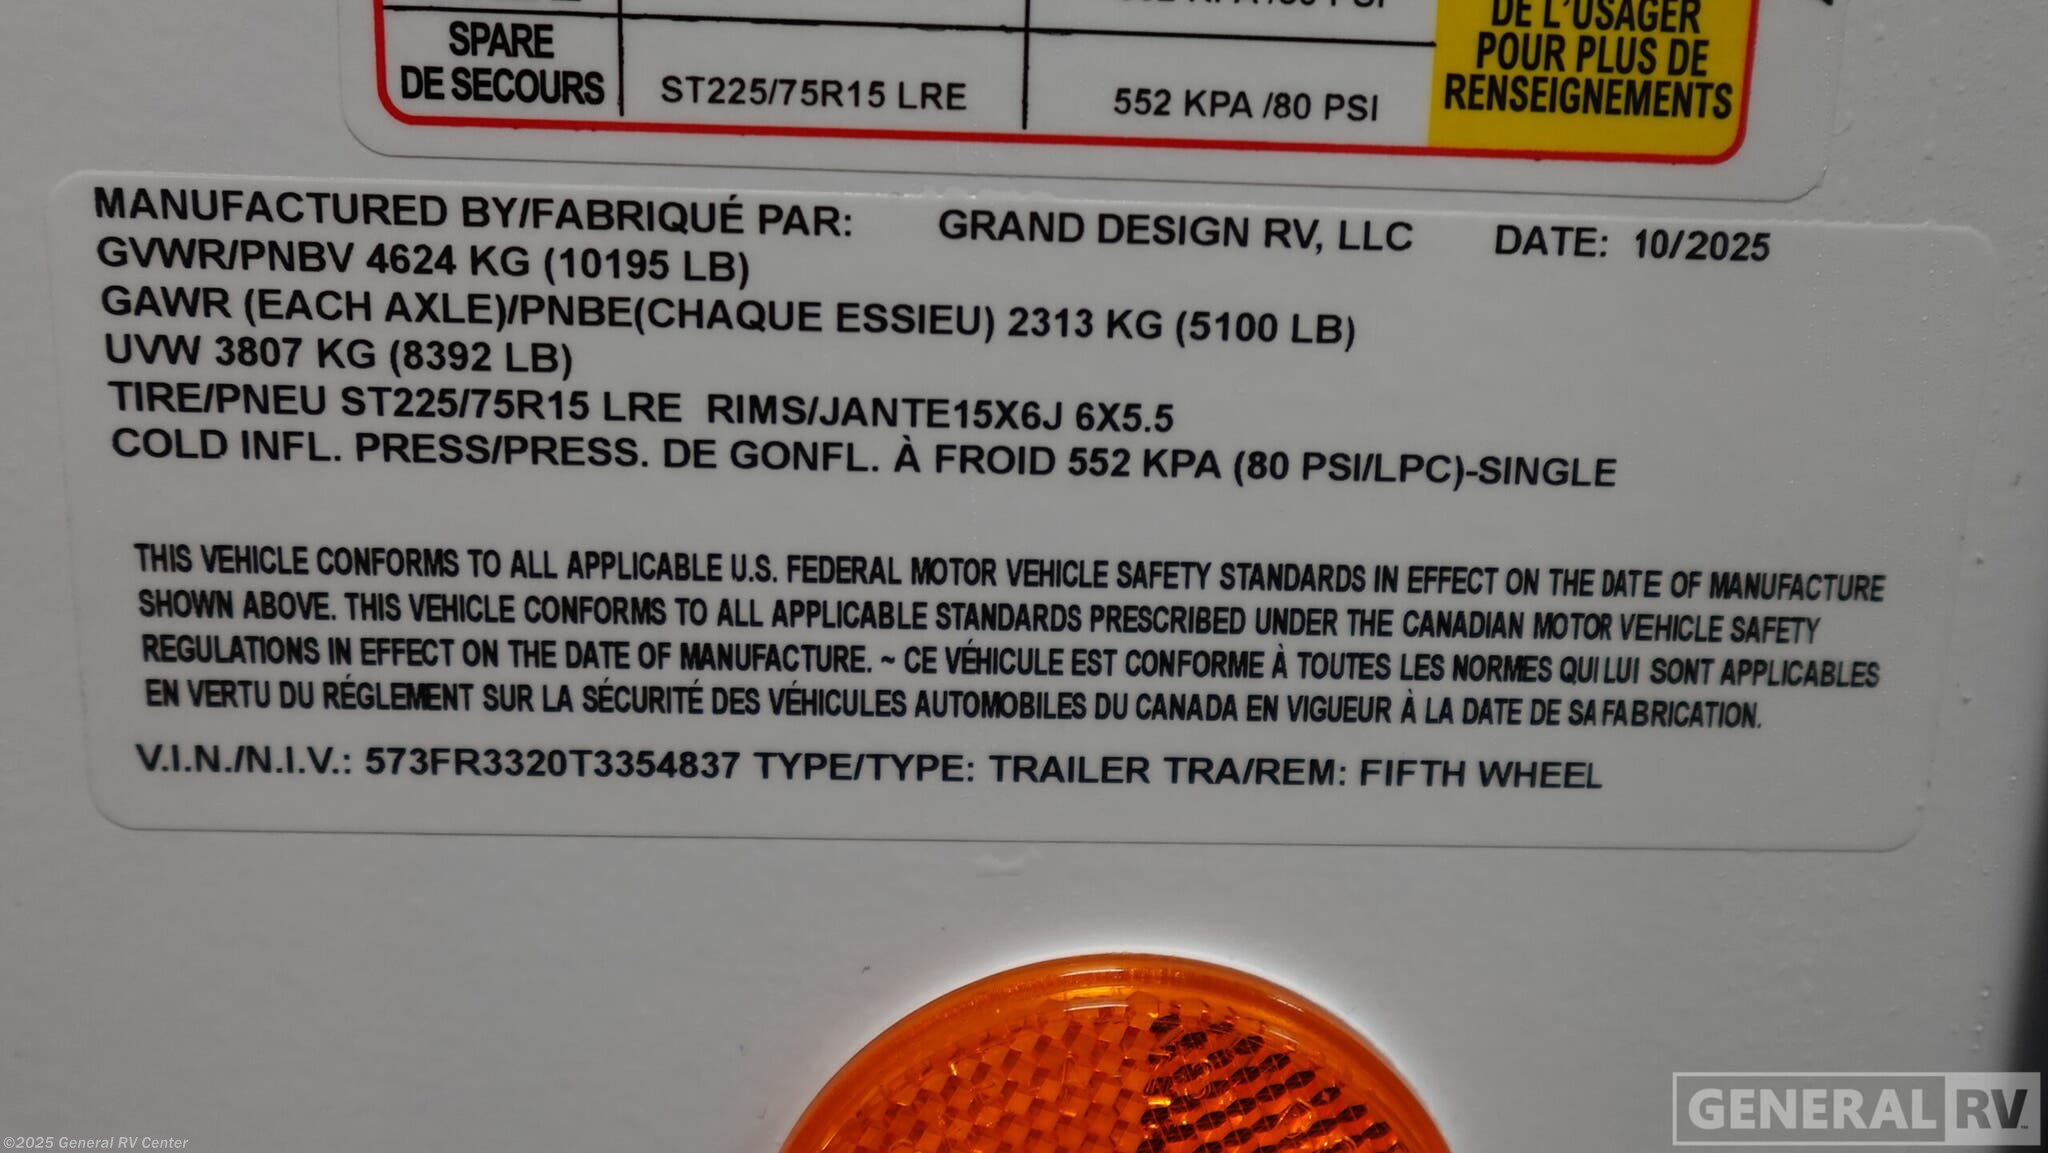 DE L'USAGER
POUR PLUS DE
RENSEIGNEMENTS
SPARE
DE SECOURS
ST225/75R15 LRE
552 KPA /80 PSI
MANUFACTURED BY/FABRIQUÉ PAR: GRAND DESIGN RV, LLC DATE: 10/2025
GVWR/PNBV 4624 KG (10195 LB)
GAWR (EACH AXLE)/PNBE(CHAQUE ESSIEU) 2313 KG (5100 LB)
UVW 3807 KG (8392 LB)
TIRE/PNEU ST225/75R15 LRE RIMS/JANTE15X6J 6X5.5
COLD INFL. PRESS/PRESS. DE GONFL. À FROID 552 KPA (80 PSI/LPC)-SINGLE
THIS VEHICLE CONFORMS TO ALL APPLICABLE U.S. FEDERAL MOTOR VEHICLE SAFETY STANDARDS IN EFFECT ON THE DATE OF MANUFACTURE
SHOWN ABOVE. THIS VEHICLE CONFORMS TO ALL APPLICABLE STANDARDS PRESCRIBED UNDER THE CANADIAN MOTOR VEHICLE SAFETY
REGULATIONS IN EFFECT ON THE DATE OF MANUFACTURE. ~ CE VÉHICULE EST CONFORME À TOUTES LES NORMES QUI LUI SONT APPLICABLES
EN VERTU DU RÉGLEMENT SUR LA SÉCURITÉ DES VÉHICULES AUTOMOBILES DU CANADA EN VIGUEUR À LA DATE DE SA FABRICATION.
V.I.N./N.I.V.: 573FR3320T3354837 TYPE/TYPE: TRAILER TRA/REM: FIFTH WHEEL
GENERAL RV
©2025 General RV Center